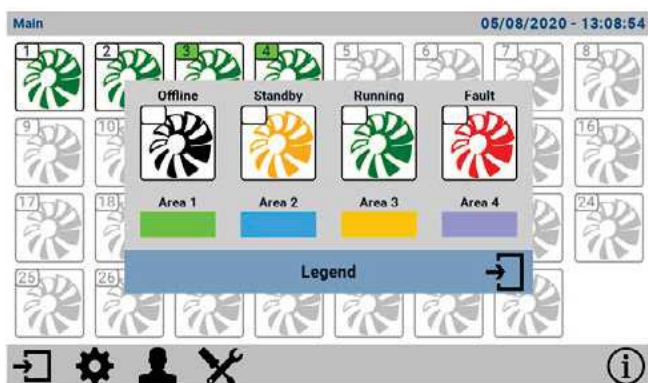 Main 05/08/2020 - 13:08:54
1 2 3 4 5 6 7 8
Offline Standby Running Fault
9 10 16
Area 1 Area 2 Area 3 Area 4
17 18 24
Legend
25 26
i